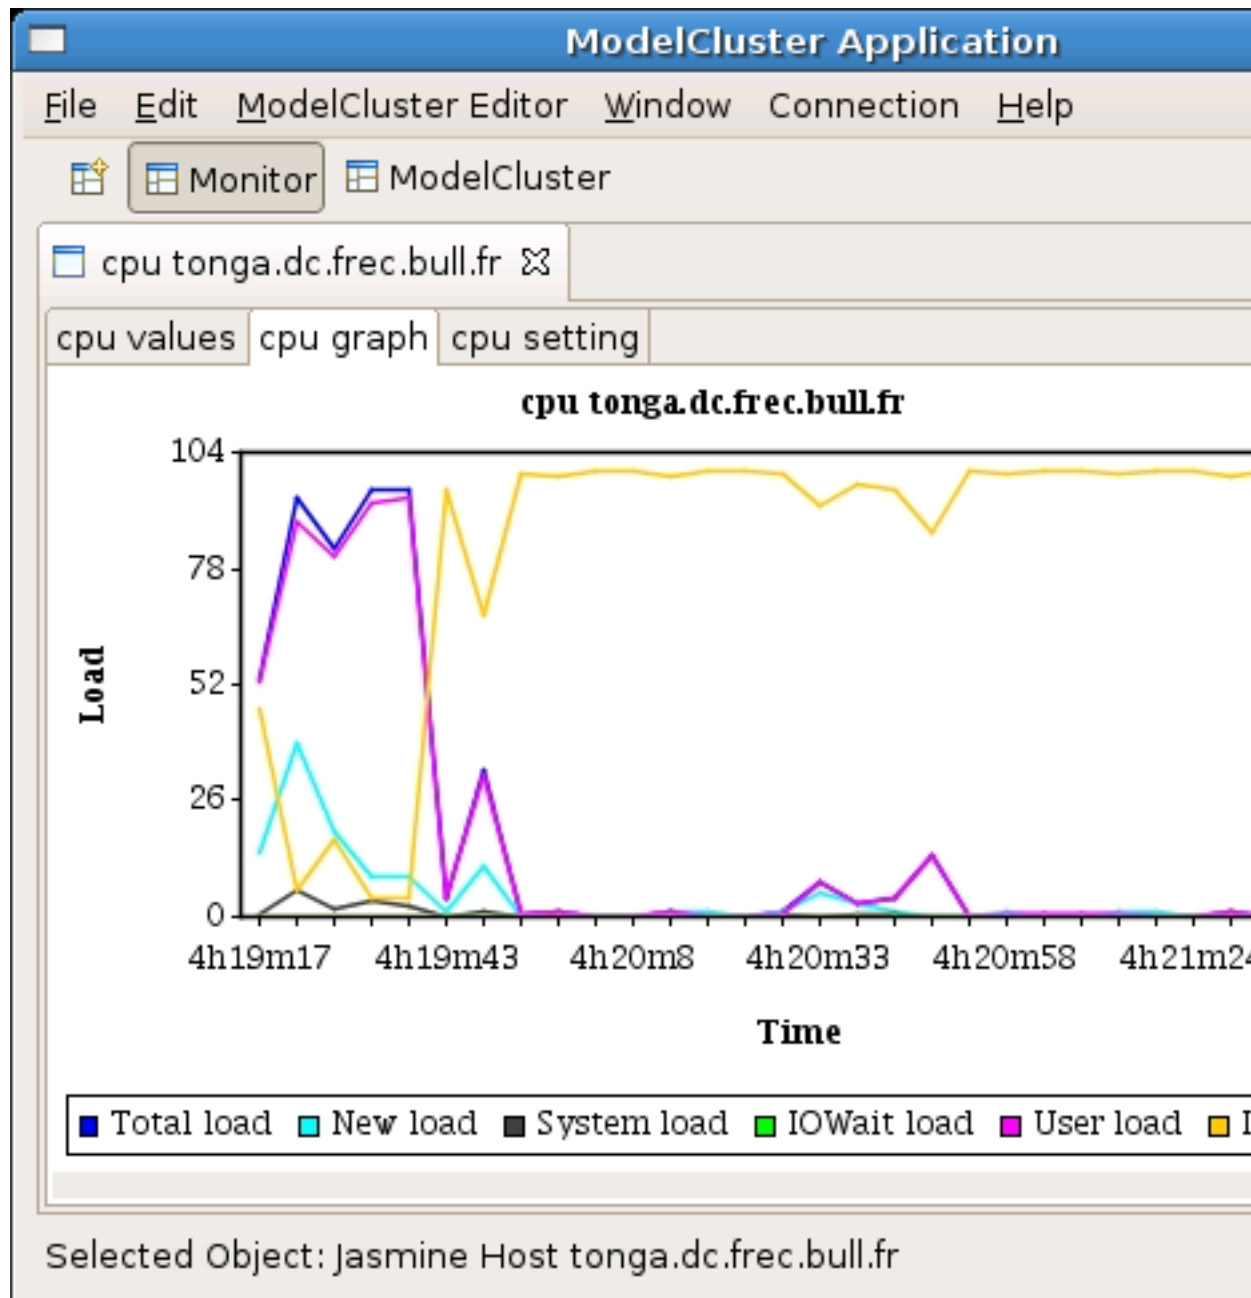 ModelCluster Application
File Edit ModelCluster Editor Window Connection Help
Monitor ModelCluster
cpu tonga.dc.frec.bull.fr
cpu values cpu graph cpu setting
cpu tonga.dc.frec.bull.fr
104
78
52
26
0
Load
4h19m17 4h19m43 4h20m8 4h20m33 4h20m58 4h21m24
Time
Total load New load System load IOWait load User load
Selected Object: Jasmine Host tonga.dc.frec.bull.fr